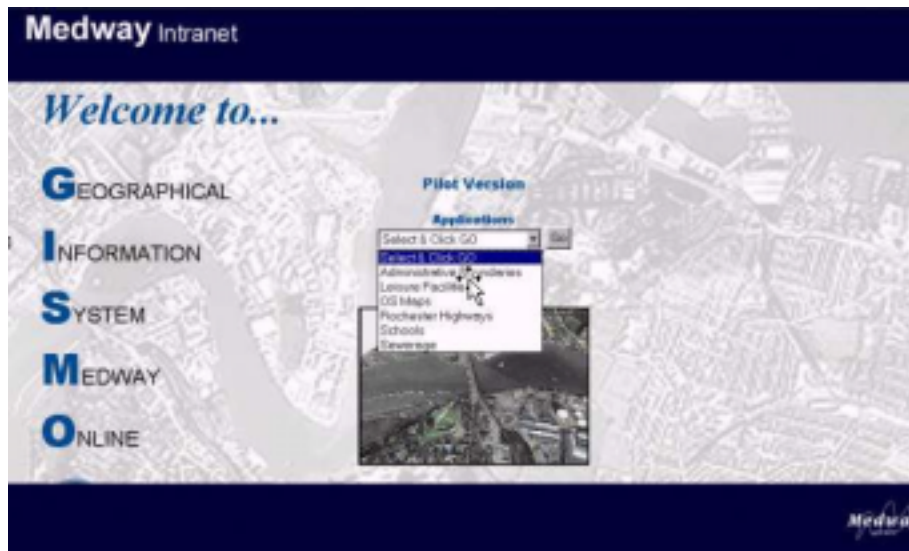 Medway Intranet
Welcome to...
GEOGRAPHICAL
INFORMATION
SYSTEM
MEDWAY
ONLINE
Pilot Version
Applications
Select & Click GO
Go
Select & Click GO
Administrative Boundaries
Leisure Facilities
OS Maps
Rochester Highways
Schools
Sewerage
Medwa